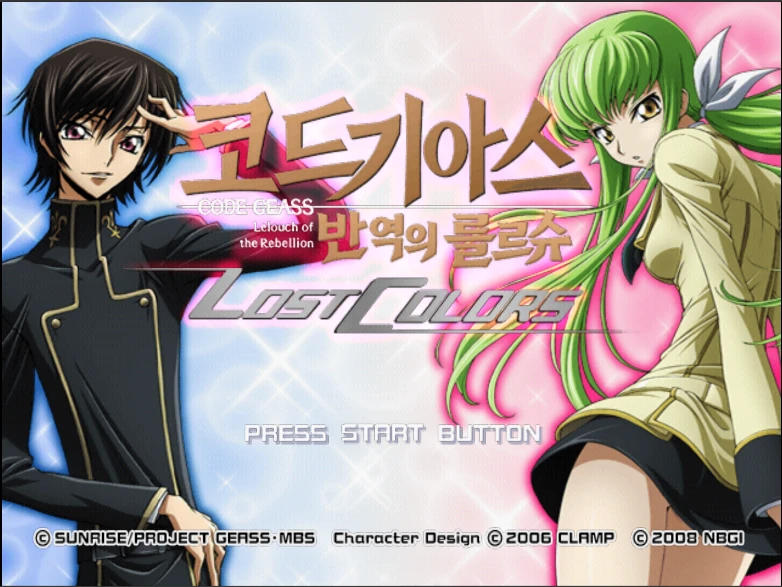 코드기아스
CODE GEASS
Lelouch of
the Rebellion
반역의 를르슈
LOST COLORS
PRESS START BUTTON
© SUNRISE/PROJECT GEASS・MBS Character Design © 2006 CLAMP © 2008 NBGI